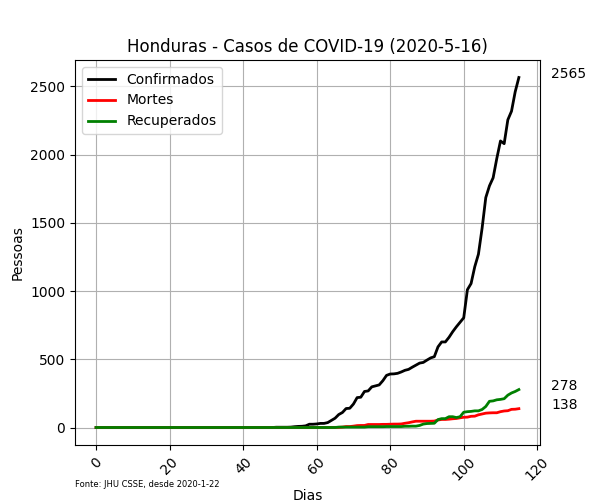 Honduras - Casos de COVID-19 (2020-5-16)
Confirmados
Mortes
Recuperados
2565
278
138
2500
2000
1500
1000
500
0
Pessoas
0
20
40
60
80
100
120
Fonte: JHU CSSE, desde 2020-1-22
Dias